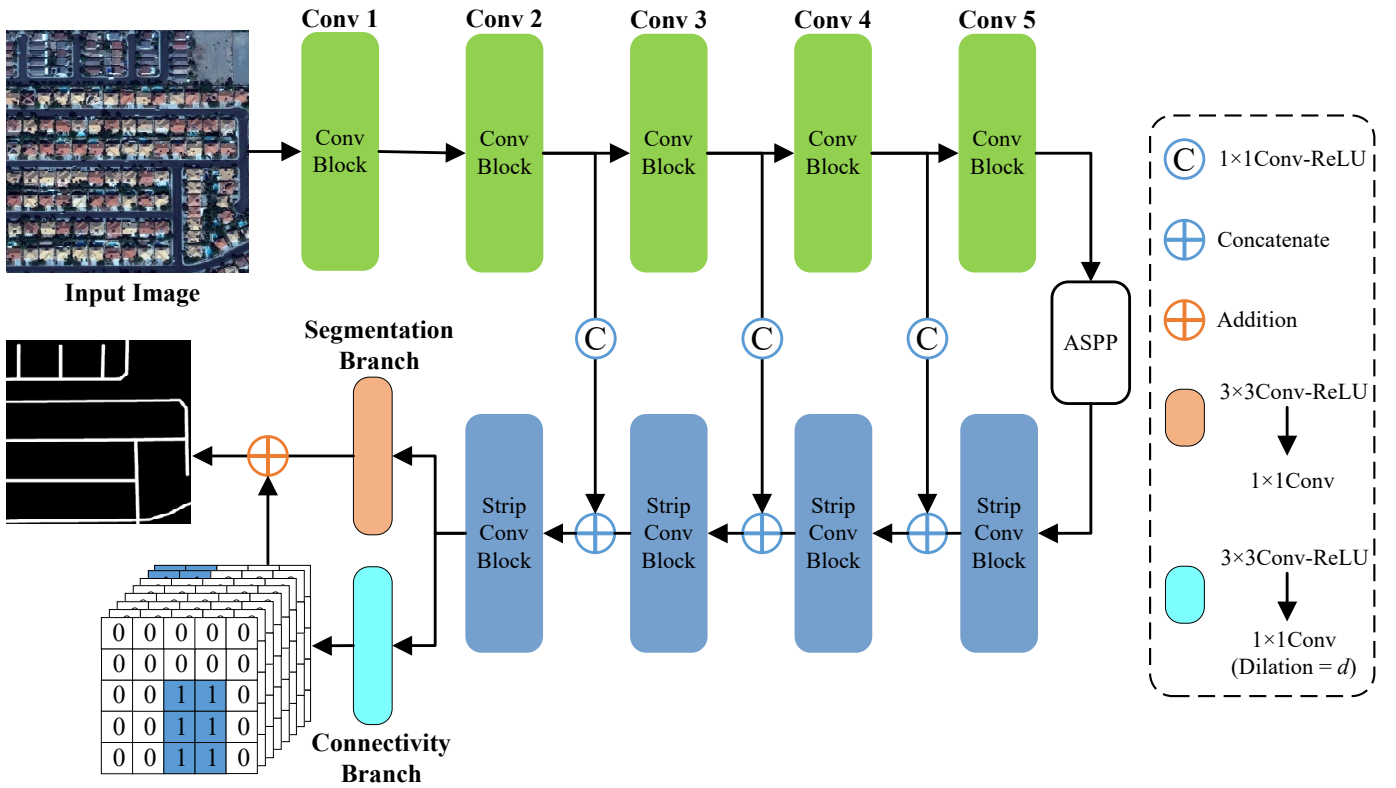 Conv 1
Conv 2
Conv 3
Conv 4
Conv 5
Conv
Block
Conv
Block
Conv
Block
Conv
Block
Conv
Block
Input Image
C
C
C
ASPP
Segmentation
Branch
Strip
Conv
Block
Strip
Conv
Block
Strip
Conv
Block
Strip
Conv
Block
0 0 0 0 0
0 0 0 0 0
0 0 1 1 0
0 0 1 1 0
0 0 1 1 0
Connectivity
Branch
C 1×1Conv-ReLU
Concatenate
Addition
3×3Conv-ReLU
1×1Conv
3×3Conv-ReLU
1×1Conv
(Dilation = d)